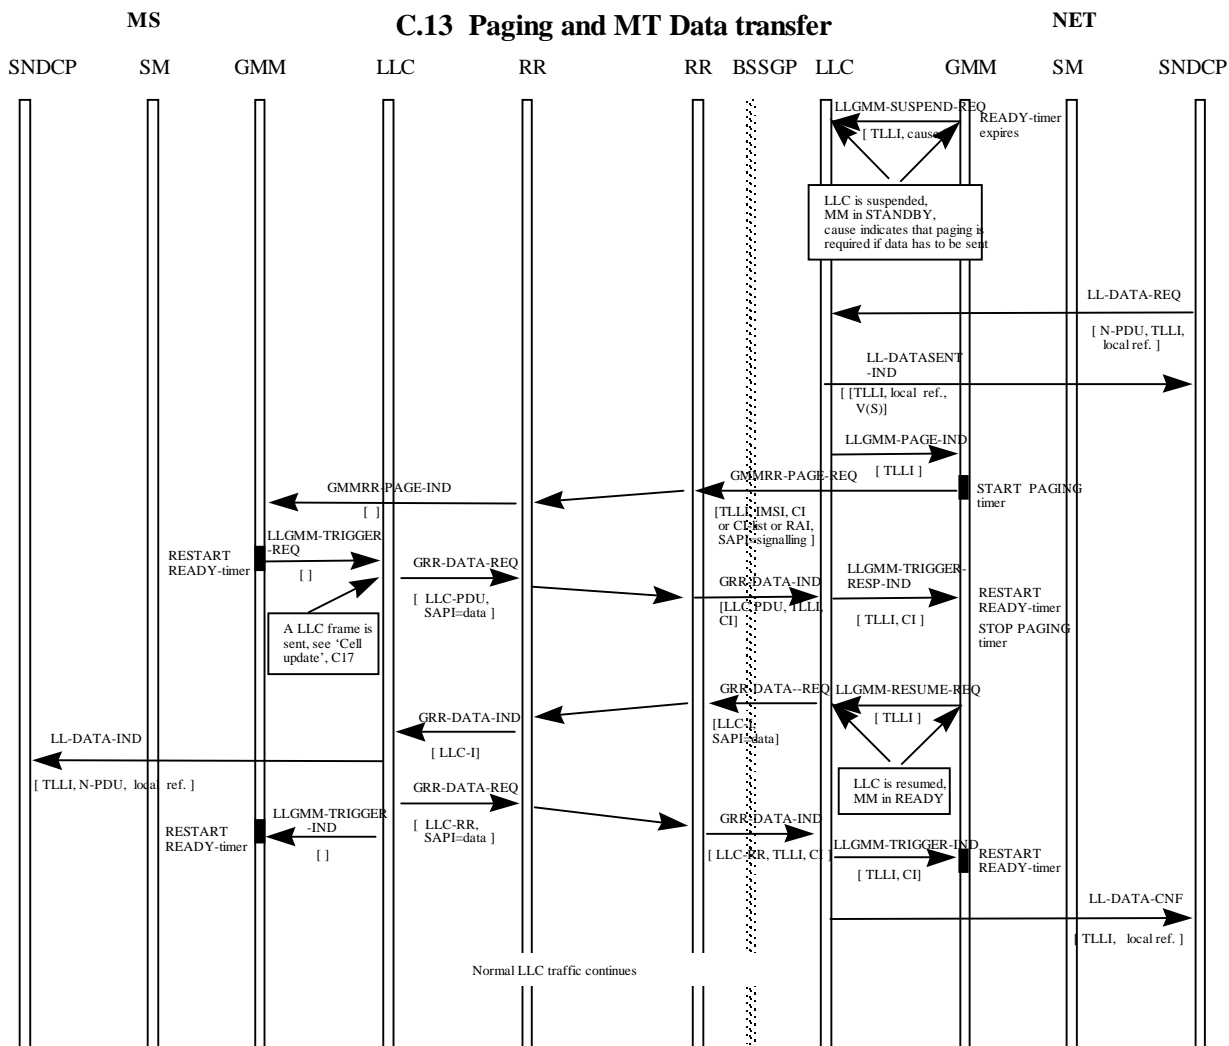 MS
C.13 Paging and MT Data transfer
NET
SNDCP SM GMM LLC RR RR BSSGP LLC GMM SM SNDCP
LLGMM-SUSPEND-REQ
[ TLLI, cause
READY-timer
expires
LLC is suspended,
MM in STANDBY,
cause indicates that paging is
required if data has to be sent
LL-DATA-REQ
[ N-PDU, TLLI,
local ref. ]
LL-DATASENT
-IND
[ [TLLI, local ref.,
V(S)]
LLGMM-PAGE-IND
[ TLLI ]
GMMRR-PAGE-REQ
[TLLI, IMSI, CI
or CI-list or RAI,
SAPI=signalling ]
START PAGING
timer
GMMRR-PAGE-IND
[ ]
RESTART
READY-timer
LLGMM-TRIGGER
-REQ
[ ]
GRR-DATA-REQ
[ LLC-PDU,
SAPI=data ]
GRR-DATA-IND
[LLC PDU, TLLI,
CI]
LLGMM-TRIGGER-
RESP-IND
[ TLLI, CI ]
RESTART
READY-timer
STOP PAGING
timer
A LLC frame is
sent, see ‘Cell
update’, C17
GRR-DATA--REQ
[LLC-I,
SAPI=data]
LLGMM-RESUME-REQ
[ TLLI ]
GRR-DATA-IND
[ LLC-I]
LL-DATA-IND
[ TLLI, N-PDU, local ref. ]
LLC is resumed,
MM in READY
GRR-DATA-REQ
[ LLC-RR,
SAPI=data ]
LLGMM-TRIGGER
-IND
[ ]
RESTART
READY-timer
GRR-DATA-IND
[ LLC-RR, TLLI, CI ]
LLGMM-TRIGGER-IND
[ TLLI, CI]
RESTART
READY-timer
LL-DATA-CNF
[ TLLI, local ref. ]
Normal LLC traffic continues